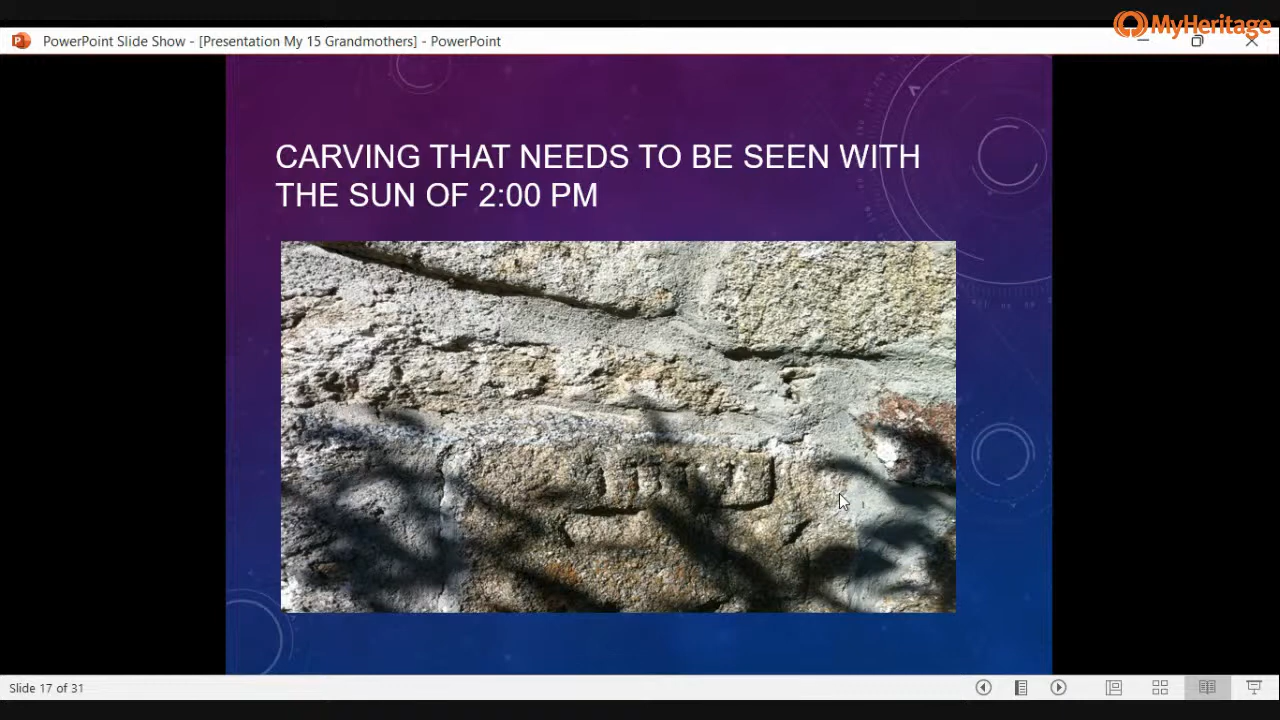 MyHeritage
PowerPoint Slide Show - [Presentation My 15 Grandmothers] - PowerPoint
CARVING THAT NEEDS TO BE SEEN WITH
THE SUN OF 2:00 PM
Slide 17 of 31